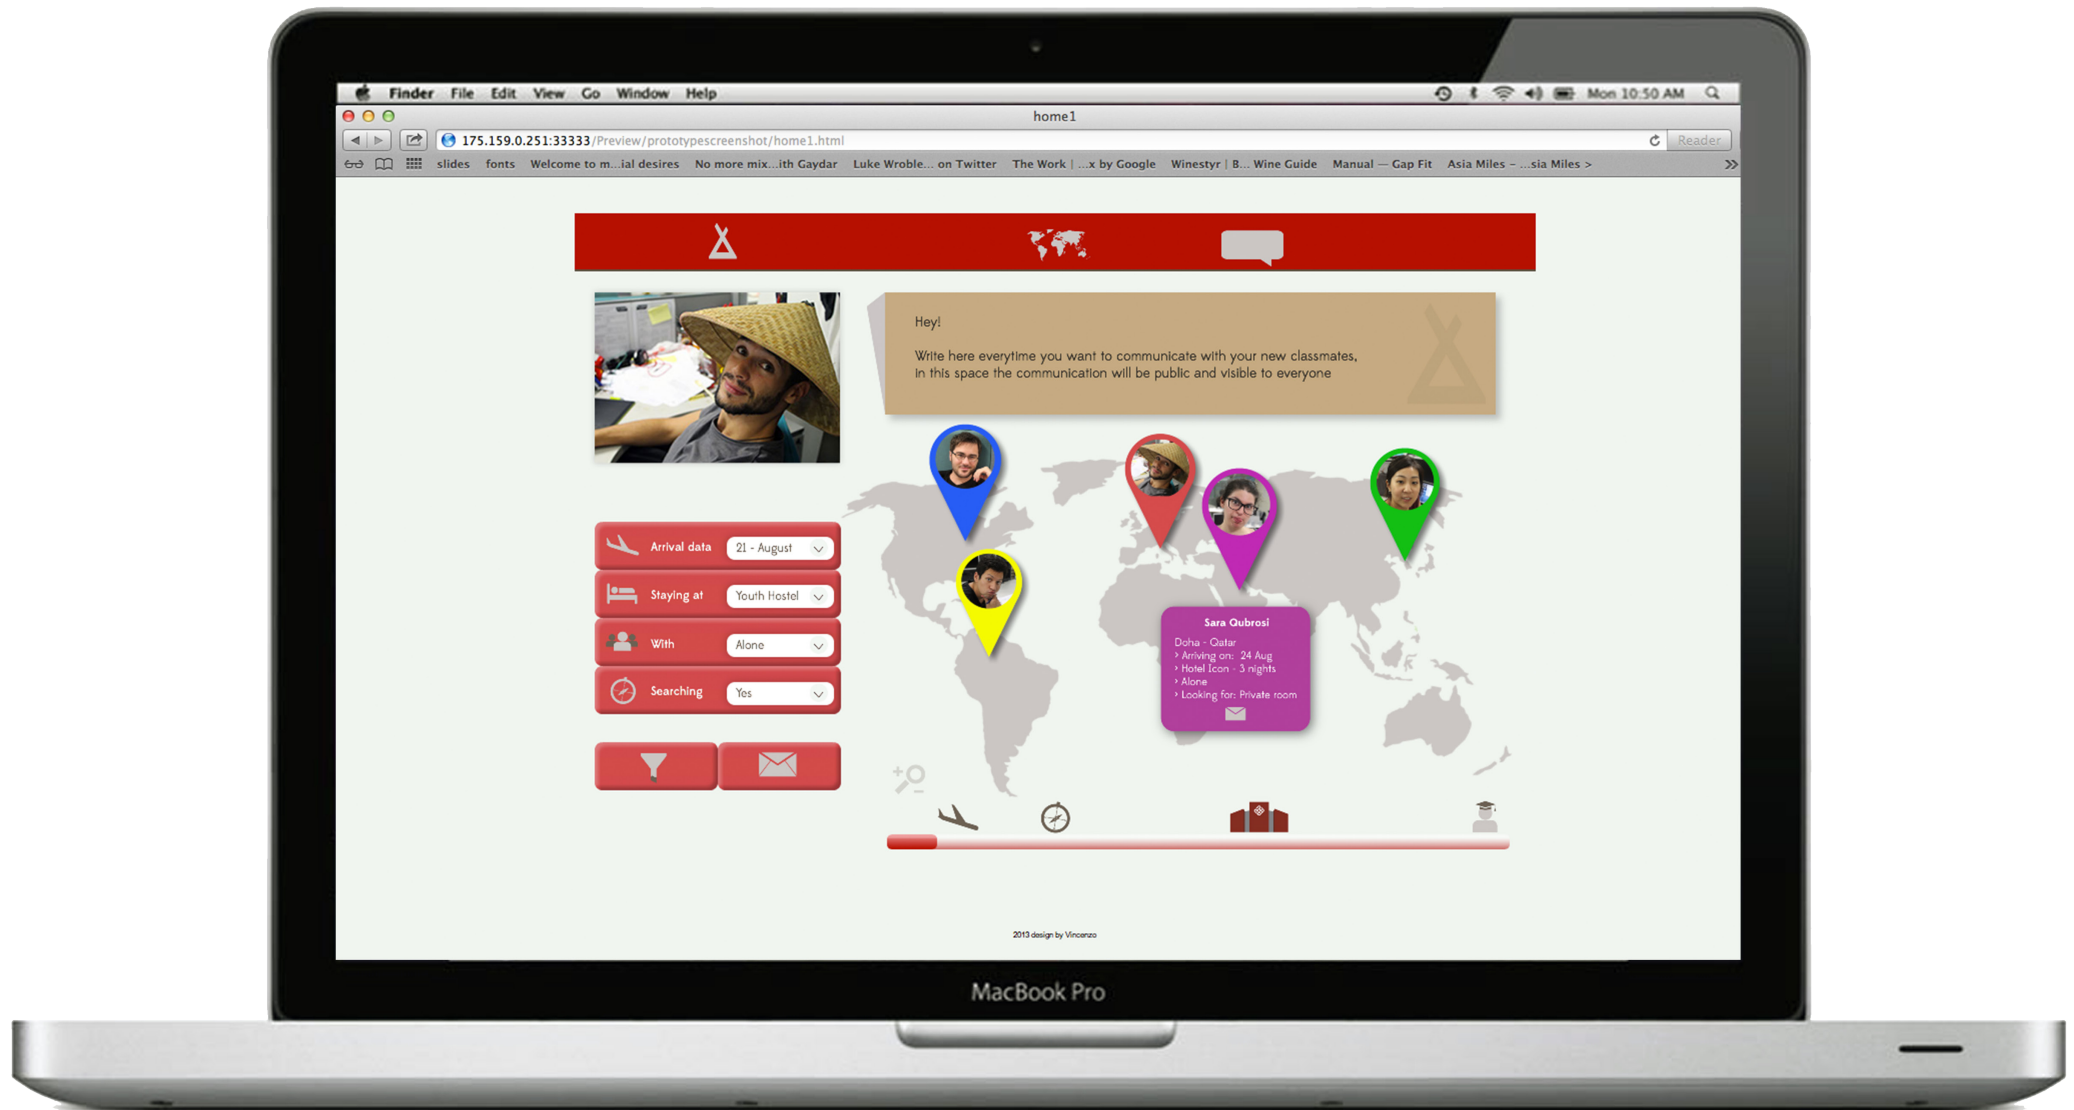 Finder File Edit View Go Window Help
Mon 10:50 AM
home1
175.159.0.251:33333/Preview/prototypescreenshot/home1.html
Reader
slides fonts Welcome to m...ial desires No more mix...ith Gaydar Luke Wroble... on Twitter The Work | ...x by Google Winestyr | B... Wine Guide Manual — Gap Fit Asia Miles – ...sia Miles >
Hey!
Write here everytime you want to communicate with your new classmates,
in this space the communication will be public and visible to everyone
Arrival data 21 - August
Staying at Youth Hostel
With Alone
Searching Yes
Sara Qubrosi
Doha - Qatar
> Arriving on: 24 Aug
> Hotel Icon - 3 nights
> Alone
> Looking for: Private room
2013 design by Vincenzo
MacBook Pro